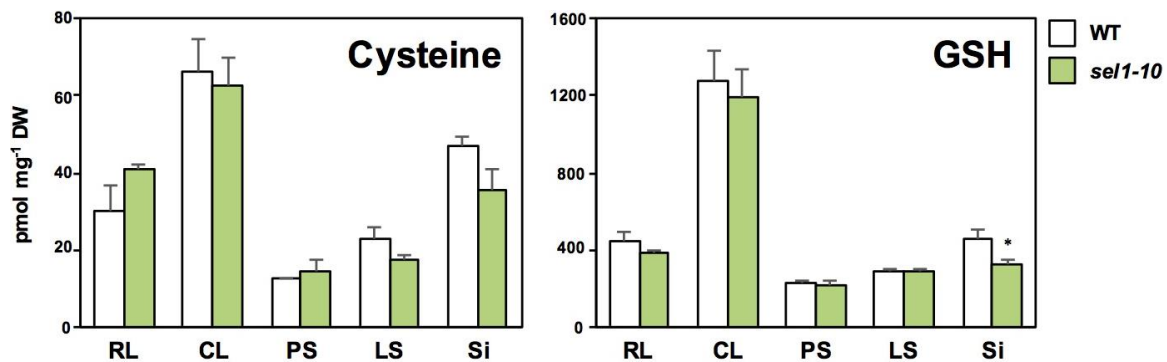 pmol mg-1 DW
80
60
40
20
0
Cysteine
RL CL PS LS Si
1600
1200
800
400
0
GSH
*
RL CL PS LS Si
WT
sel1-10